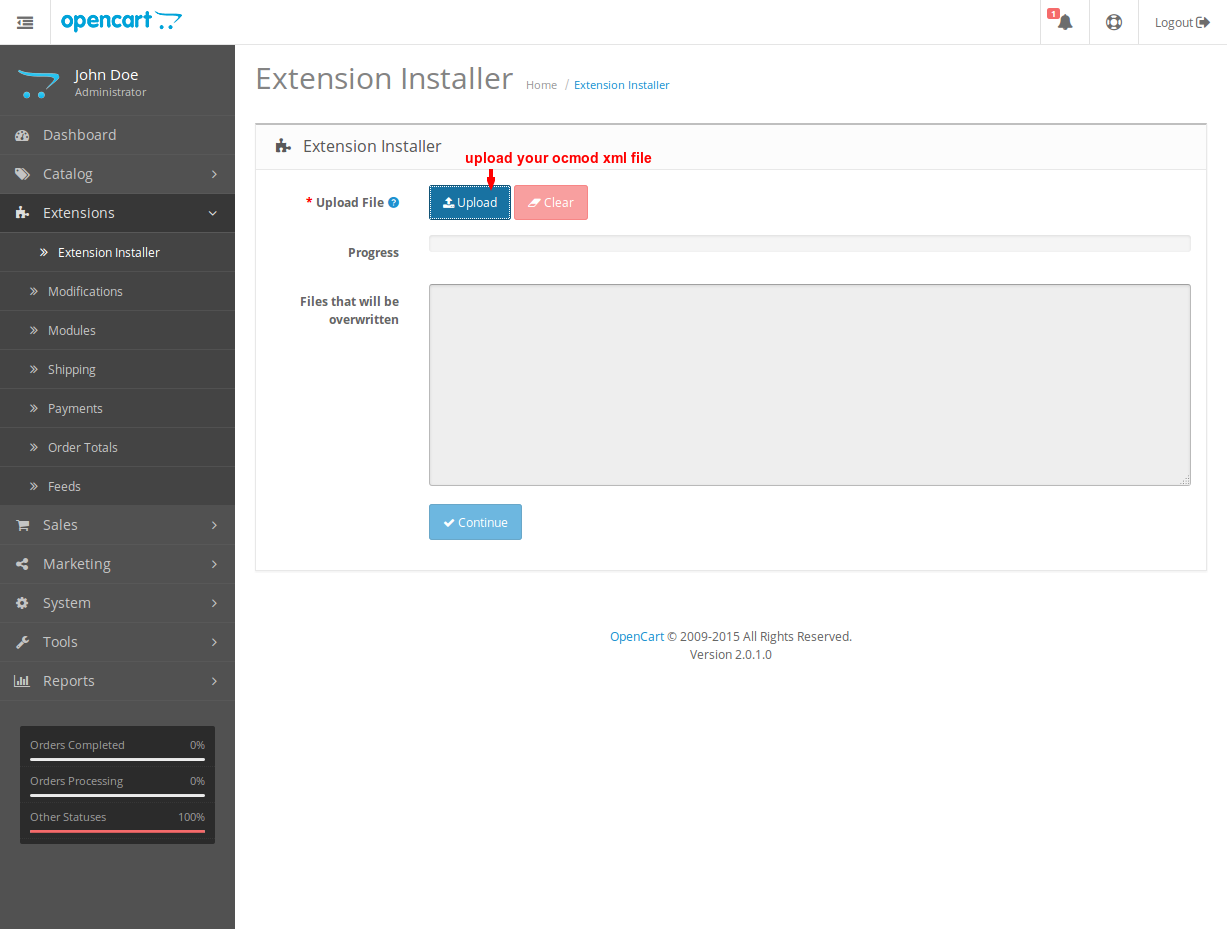 opencart
1
Logout
John Doe
Administrator
Dashboard
Catalog
Extensions
Extension Installer
Modifications
Modules
Shipping
Payments
Order Totals
Feeds
Sales
Marketing
System
Tools
Reports
Orders Completed 0%
Orders Processing 0%
Other Statuses 100%
Extension Installer Home / Extension Installer
Extension Installer
upload your ocmod xml file
* Upload File ? Upload Clear
Progress
Files that will be
overwritten
Continue
OpenCart © 2009-2015 All Rights Reserved.
Version 2.0.1.0